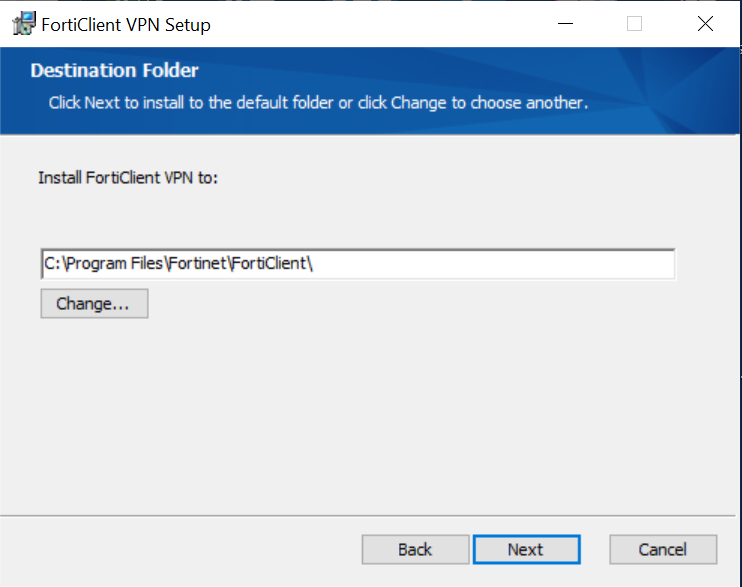 FortiClient VPN Setup
Destination Folder
Click Next to install to the default folder or click Change to choose another.
Install FortiClient VPN to:
C:\Program Files\Fortinet\FortiClient\
Change...
Back Next Cancel